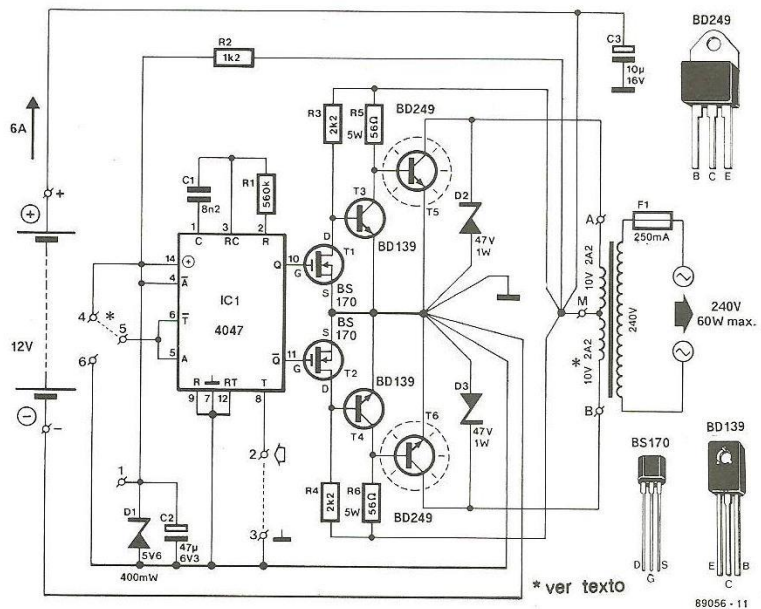 R2
1k2
C3
10µ
16V
BD249
B C E
6A
+
⊕
12V
⊖
−
C1
8n2
R1
560k
R3
2k2
R5
5W
56Ω
BD249
T5
T3
BD139
D2
47V
1W
1
C
3
RC
2
R
14
⊕
4
A̅
6
T̅
5
A
IC1
4047
Q
10
G
D
T1
S
BS
170
BS
170
S
Q̅
11
G
T2
D
R
9
⊥
7
RT
12
T
8
4
*
5
6
1
2
3
D1
5V6
400mW
C2
47µ
6V3
BD139
T4
R4
2k2
R6
5W
56Ω
T6
BD249
D3
47V
1W
A
M
B
10V 2A2
*
10V 2A2
240V
F1
250mA
240V
60W max.
BS170
D G S
BD139
E C B
* ver texto
89056 - 11